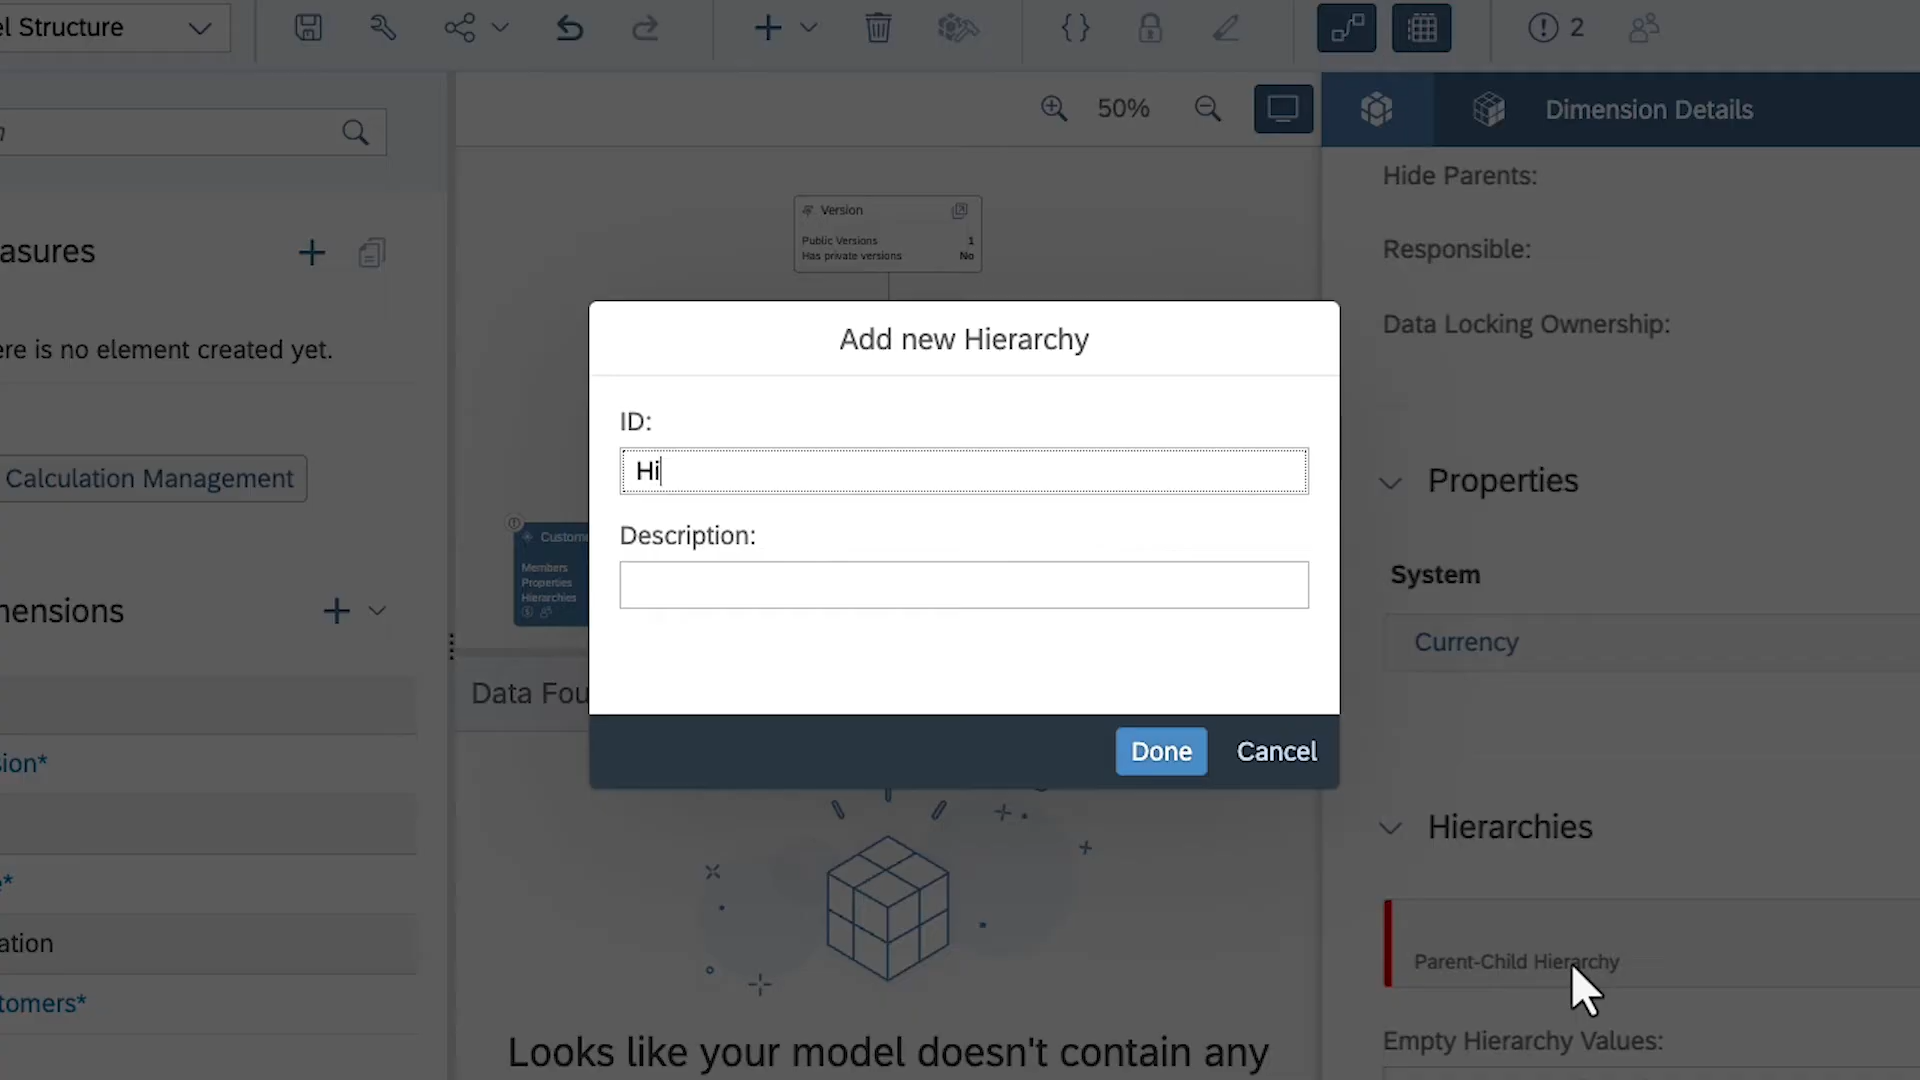 el Structure
2
50%
Dimension Details
Hide Parents:
Version
Public Versions 1
Has private versions No
asures
Responsible:
Data Locking Ownership:
ere is no element created yet.
Add new Hierarchy
ID:
Hi
Description:
Done
Cancel
Calculation Management
Properties
Custome
Members
Properties
Hierarchies
System
mensions
Currency
Data Fou
sion*
Hierarchies
e*
ation
Parent-Child Hierarchy
tomers*
Empty Hierarchy Values:
Looks like your model doesn't contain any